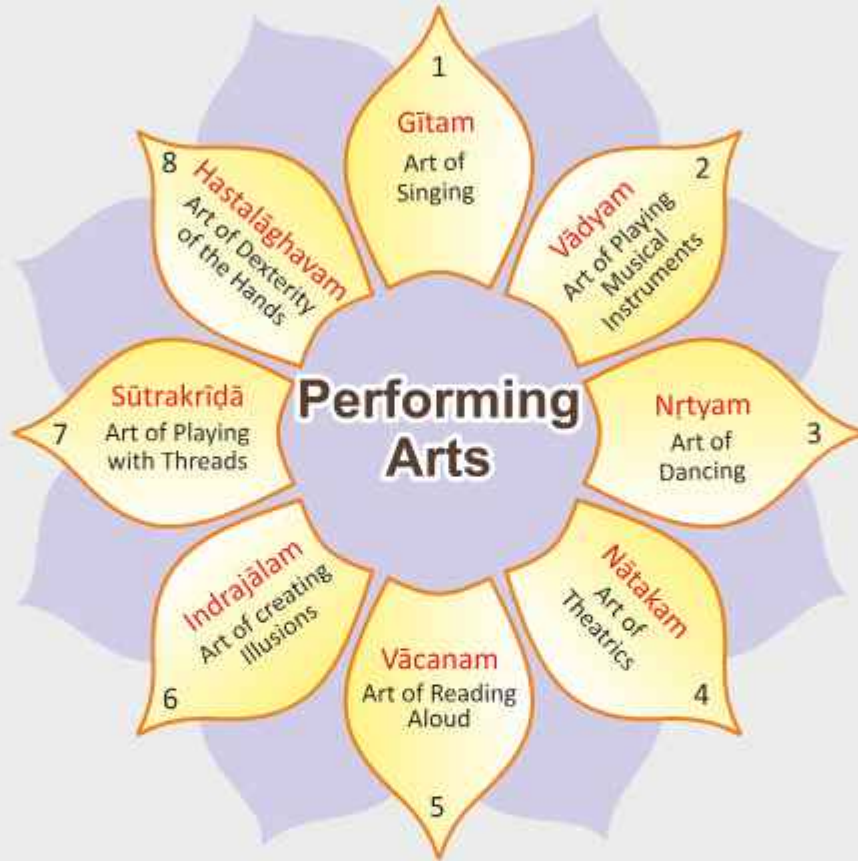 Performing
Arts
1
Gītam
Art of
Singing
2
Vādyam
Art of Playing
Musical
Instruments
Nṛtyam
3
Art of
Dancing
Nātakam
Art of
Theatrics
4
Vācanam
Art of Reading
Aloud
5
Indrajālam
Art of creating
Illusions
6
Sūtrakrīḍā
7
Art of Playing
with Threads
8
Hastalāghavam
Art of Dexterity
of the Hands